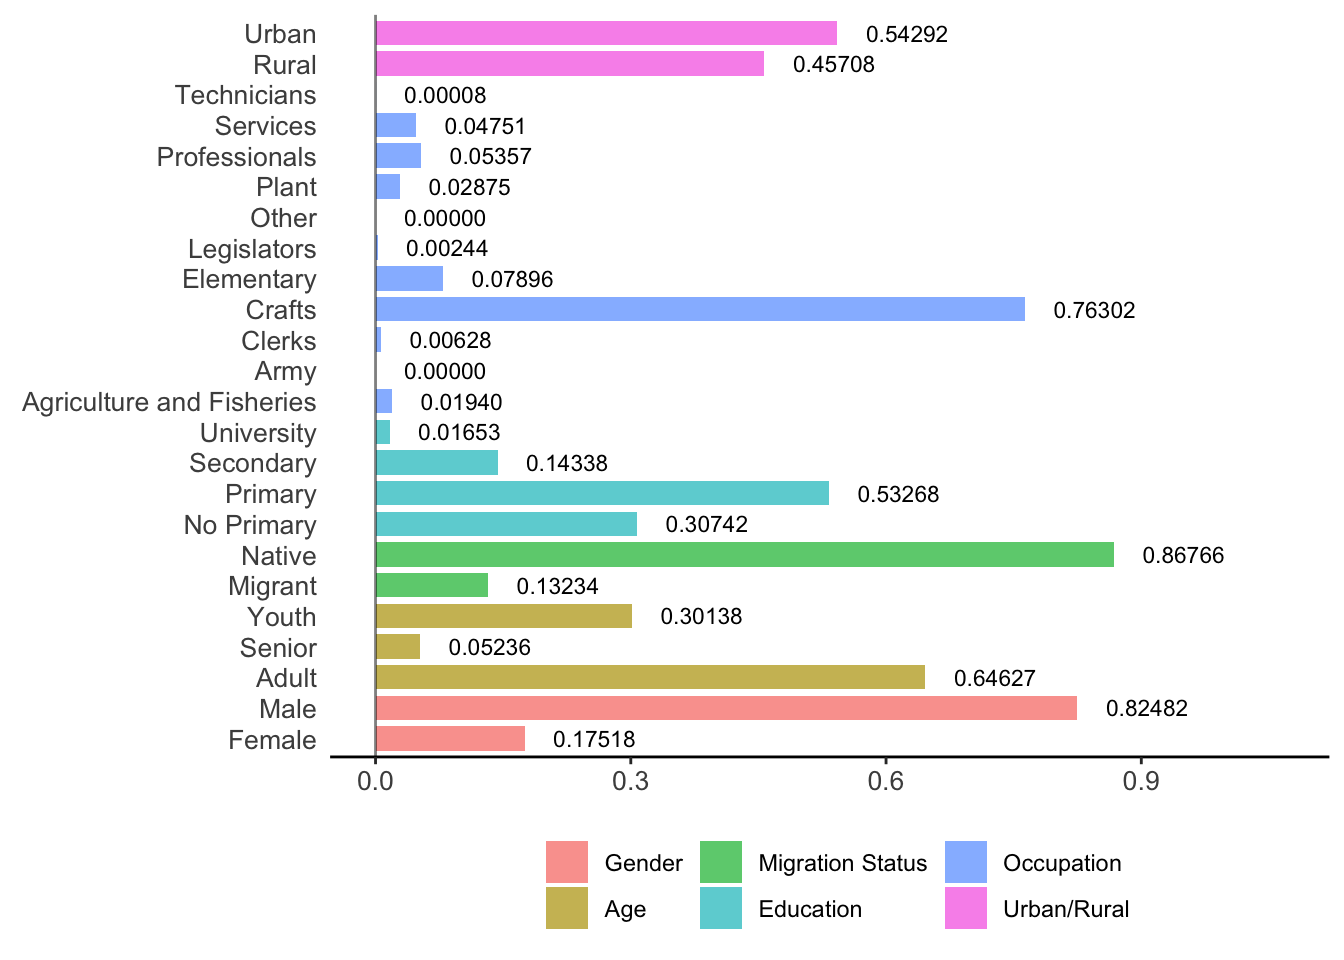 Urban 0.54292
Rural 0.45708
Technicians 0.00008
Services 0.04751
Professionals 0.05357
Plant 0.02875
Other 0.00000
Legislators 0.00244
Elementary 0.07896
Crafts 0.76302
Clerks 0.00628
Army 0.00000
Agriculture and Fisheries 0.01940
University 0.01653
Secondary 0.14338
Primary 0.53268
No Primary 0.30742
Native 0.86766
Migrant 0.13234
Youth 0.30138
Senior 0.05236
Adult 0.64627
Male 0.82482
Female 0.17518
0.0 0.3 0.6 0.9
Gender Migration Status Occupation
Age Education Urban/Rural